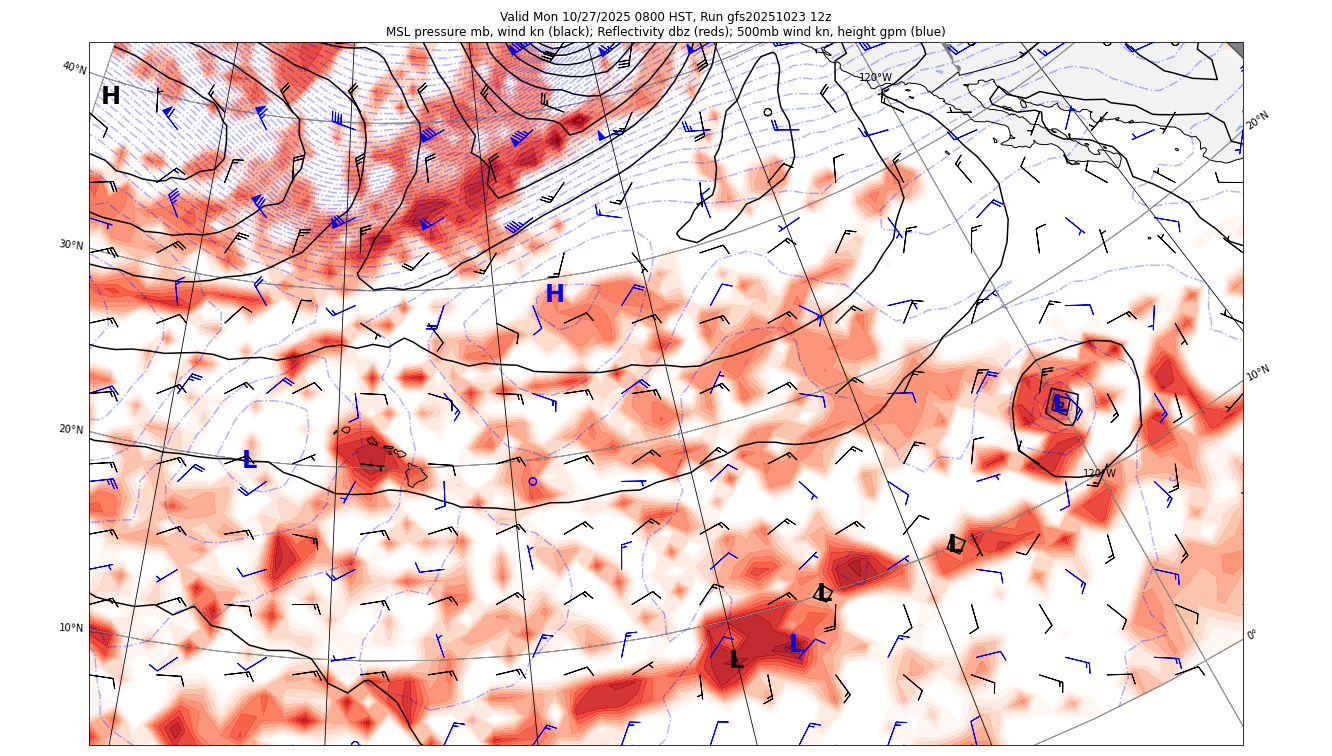 Valid Mon 10/27/2025 0800 HST, Run gfs20251023 12z
MSL pressure mb, wind kn (black); Reflectivity dbz (reds); 500mb wind kn, height gpm (blue)
40°N
120°W
H
20°N
30°N
H
10°N
L
20°N
L
120°W
L
L
10°N
0°
L
L